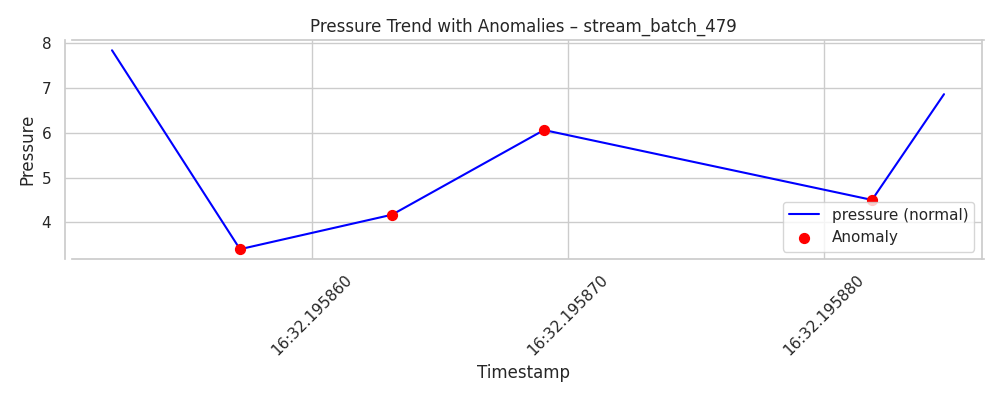 Pressure Trend with Anomalies – stream_batch_479
8
7
6
5
4
Pressure
pressure (normal)
Anomaly
16:32.195860
16:32.195870
16:32.195880
Timestamp